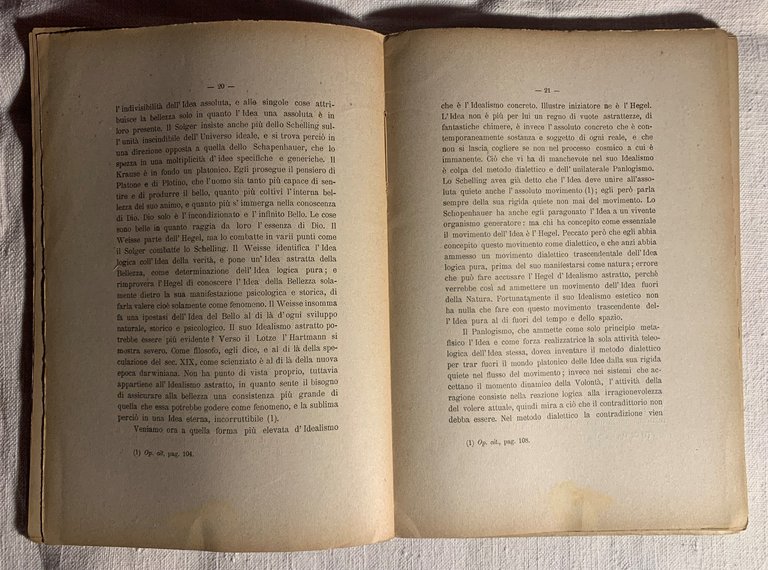 — 20 —
l'indivisibilità dell'Idea assoluta, e alle singole cose attri-
buisce la bellezza solo in quanto l'Idea una assoluta è in
loro presente. Il Solger insiste anche più dello Schelling sul-
l'unità inscindibile dell'Universo ideale, e si trova perciò in
una direzione opposta a quella dello Schapenhauer, che lo
spezza in una moltiplicità d'idee specifiche e generiche. Il
Krause è in fondo un platonico. Egli prosegue il pensiero di
Platone e di Plotino, che l'uomo sia tanto più capace di sen-
tire e di produrre il bello, quanto più coltivi l'interna bel-
lezza del suo animo, e quanto più s'immerga nella conoscenza
di Dio. Dio solo è l'incondizionato e l'infinito Bello. Le cose
sono belle in quanto raggia da loro l'essenza di Dio. Il
Weisse parte dell'Hegel, ma lo combatte in varii punti come
il Solger combatte lo Schelling. Il Weisse identifica l'Idea
logica coll'Idea della verità, e pone un'Idea astratta della
Bellezza, come determinazione dell'Idea logica pura; e
rimprovera l'Hegel di conoscere l'Idea della Bellezza sola-
mente dietro la sua manifestazione psicologica e storica, di
farla valere cioè solamente come fenomeno. Il Weisse insomma
fa una ipostasi dell'Idea del Bello al di là d'ogni sviluppo
naturale, storico e psicologico. Il suo Idealismo astratto po-
trebbe essere più evidente! Verso il Lotze l'Hartmann si
mostra severo. Come filosofo, egli dice, e al di là della spe-
culazione del sec. XIX, come scienziato è al di là della nuova
epoca darwiniana. Non ha punto di vista proprio, tuttavia
appartiene all'Idealismo astratto, in quanto sente il bisogno
di assicurare alla bellezza una consistenza più grande di
quella che essa potrebbe godere come fenomeno, e la sublima
perciò in una Idea eterna, incorruttibile (1).
Veniamo ora a quella forma più elevata d'Idealismo
(1) Op. cit, pag. 104.
— 21 —
che è l'Idealismo concreto. Illustre iniziatore ne è l'Hegel.
L'Idea non è più per lui un regno di vuote astrattezze, di
fantastiche chimere, è invece l'assoluto concreto che è con-
temporaneamente sostanza e soggetto di ogni reale, e che
non si lascia cogliere se non nel processo cosmico a cui è
immanente. Ciò che vi ha di manchevole nel suo Idealismo
è colpa del metodo dialettico e dell'unilaterale Panlogismo.
Lo Schelling avea già detto che l'Idea deve unire all'asso-
luta quiete anche l'assoluto movimento (1); egli però parla
sempre della sua rigida quiete non mai del movimento. Lo
Schopenhauer ha anche egli paragonato l'Idea a un vivente
organismo generatore: ma chi ha concepito come essenziale
il movimento dell'Idea è l'Hegel. Peccato però che egli abbia
concepito questo movimento come dialettico, e che anzi abbia
ammesso un movimento dialettico trascendentale dell'Idea
logica pura, prima del suo manifestarsi come natura; errore
che può fare accusare l'Hegel d'Idealismo astratto, perchè
verrebbe così ad ammettere un movimento dell'Idea fuori
della Natura. Fortunatamente il suo Idealismo estetico non
ha nulla che fare con questo movimento trascendente del-
l'Idea pura al di fuori del tempo e dello spazio.
Il Panlogismo, che ammette come solo principio meta-
fisico l'Idea e come forza realizzatrice la sola attività teleo-
logica dell'Idea stessa, dovea inventare il metodo dialettico
per trar fuori il mondo platonico delle Idee dalla sua rigida
quiete nel flusso del movimento; invece nei sistemi che ac-
cettano il momento dinamico della Volontà, l'attività della
ragione consiste nella reazione logica alla irragionevolezza
del volere attuale, quindi mira a ciò che il contraddittorio non
debba essere. Nel metodo dialettico la contradizione vien
(1) Op. cit., pag. 108.